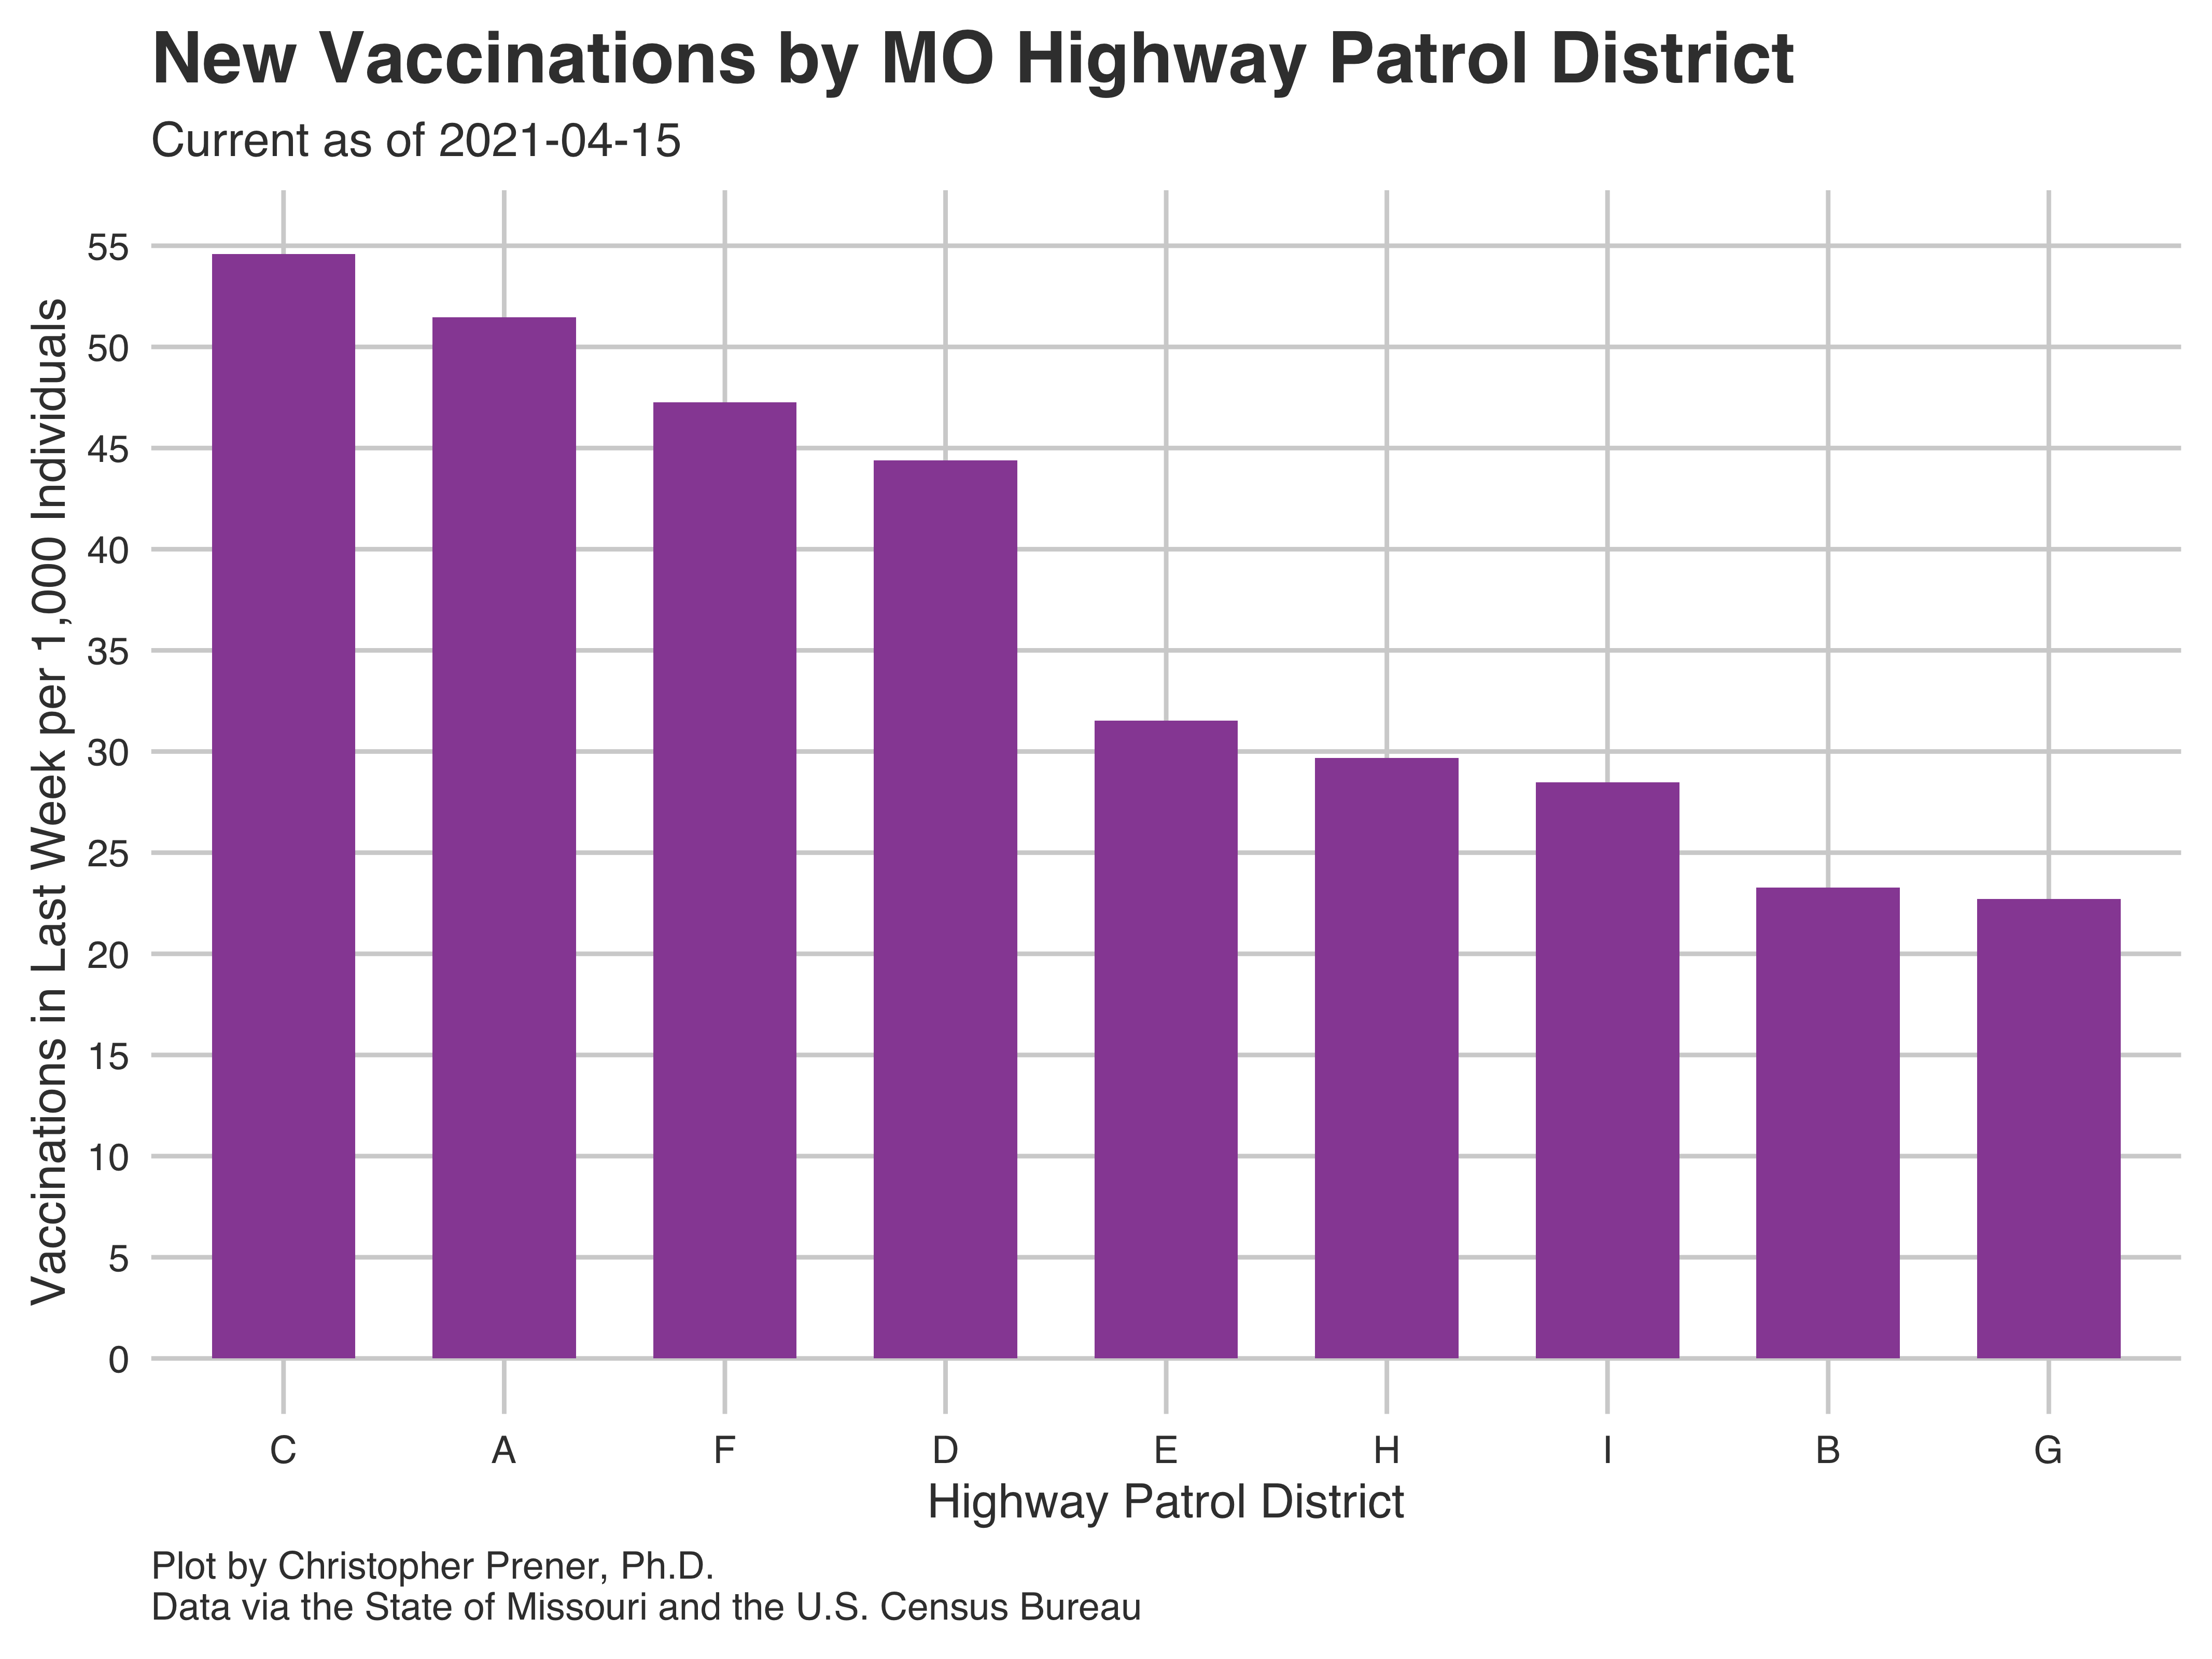 New Vaccinations by MO Highway Patrol District
Current as of 2021-04-15
Vaccinations in Last Week per 1,000 Individuals
55
50
45
40
35
30
25
20
15
10
5
0
C A F D E H I B G
Highway Patrol District
Plot by Christopher Prener, Ph.D.
Data via the State of Missouri and the U.S. Census Bureau